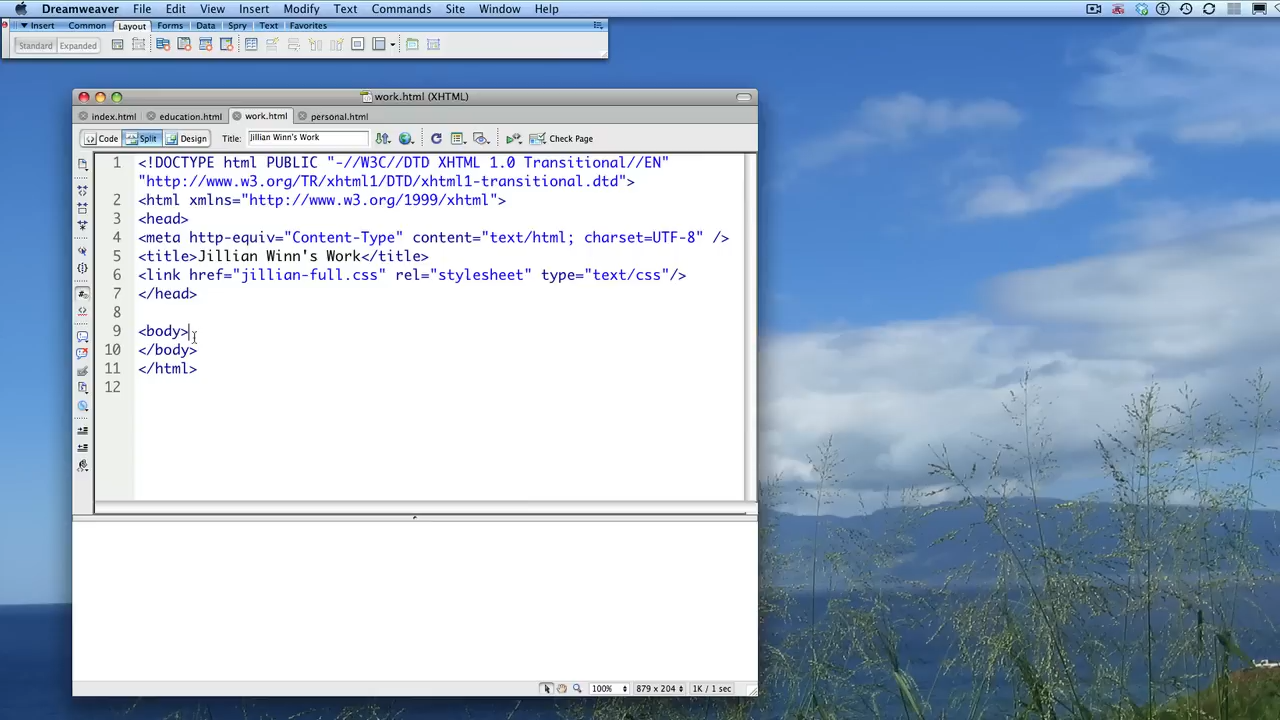 Dreamweaver File Edit View Insert Modify Text Commands Site Window Help
Insert Common Layout Forms Data Spry Text Favorites
Standard Expanded
work.html (XHTML)
index.html education.html work.html personal.html
Code Split Design Title: Jillian Winn's Work Check Page
1 <!DOCTYPE html PUBLIC "-//W3C//DTD XHTML 1.0 Transitional//EN"
"http://www.w3.org/TR/xhtml1/DTD/xhtml1-transitional.dtd">
2 <html xmlns="http://www.w3.org/1999/xhtml">
3 <head>
4 <meta http-equiv="Content-Type" content="text/html; charset=UTF-8" />
5 <title>Jillian Winn's Work</title>
6 <link href="jillian-full.css" rel="stylesheet" type="text/css"/>
7 </head>
8
9 <body>
10 </body>
11 </html>
12
100% 879 x 204 1K / 1 sec